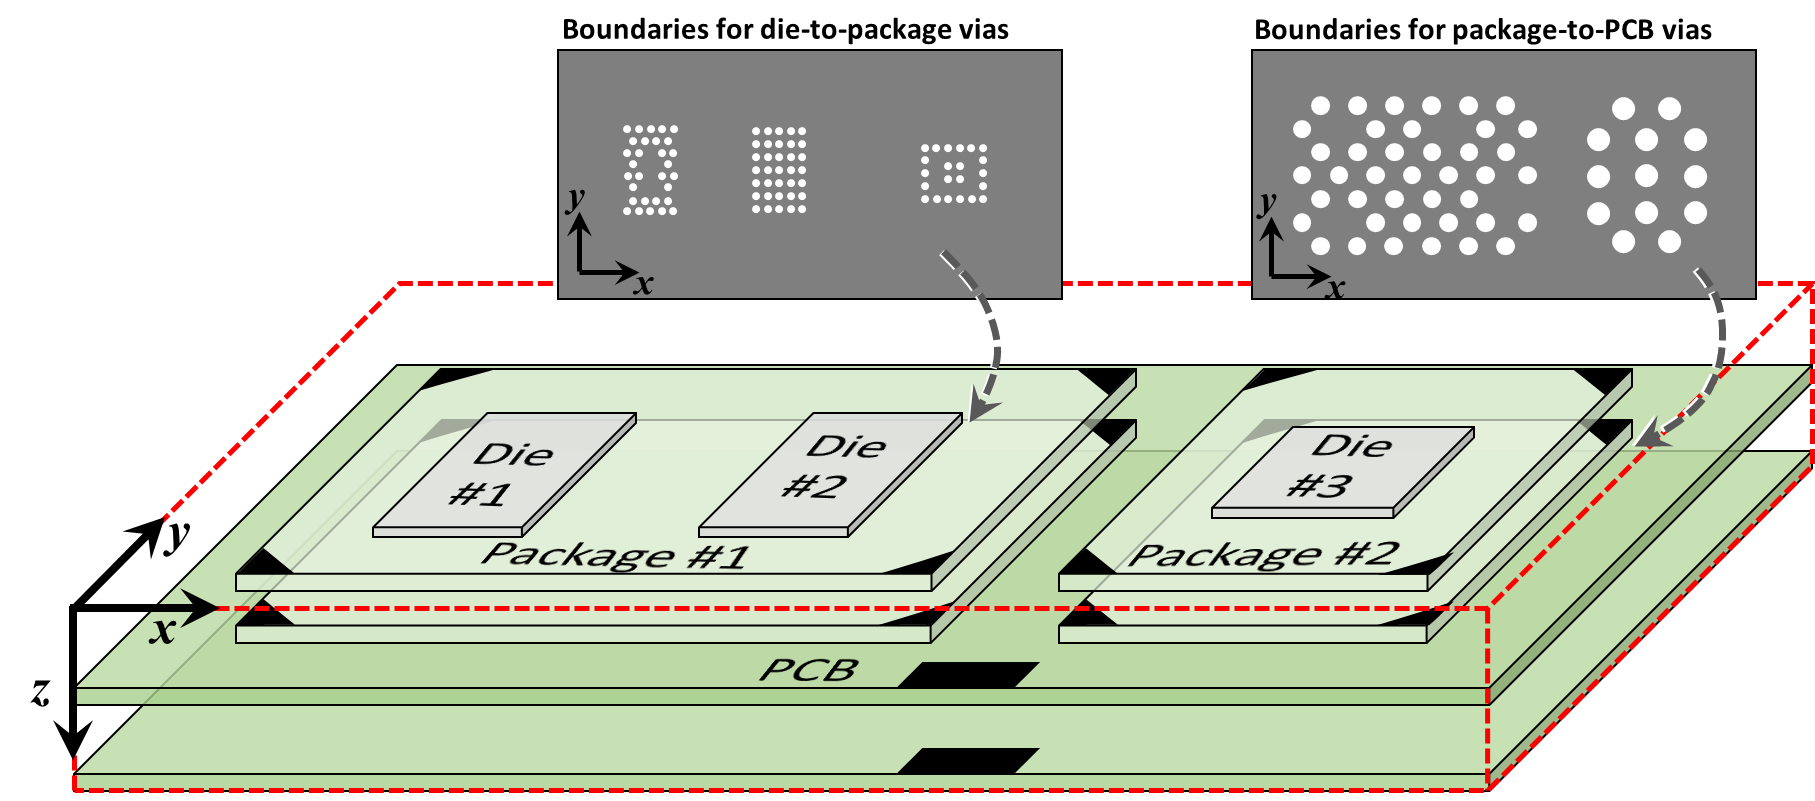 Boundaries for die-to-package vias
Boundaries for package-to-PCB vias
y
x
y
x
Die
#1
Die
#2
Die
#3
Package #1
Package #2
y
x
z
PCB